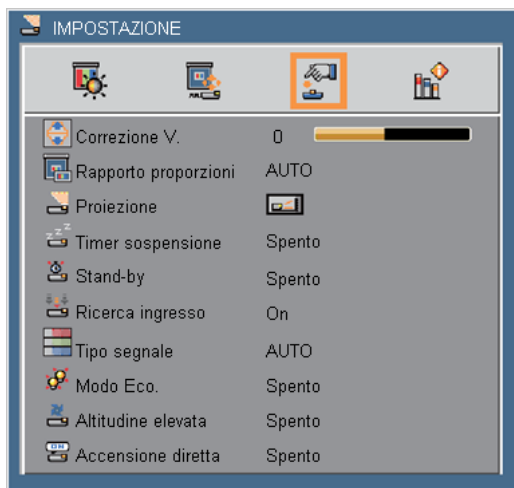 IMPOSTAZIONE
Correzione V. 0
Rapporto proporzioni AUTO
Proiezione
Timer sospensione Spento
Stand-by Spento
Ricerca ingresso On
Tipo segnale AUTO
Modo Eco. Spento
Altitudine elevata Spento
Accensione diretta Spento